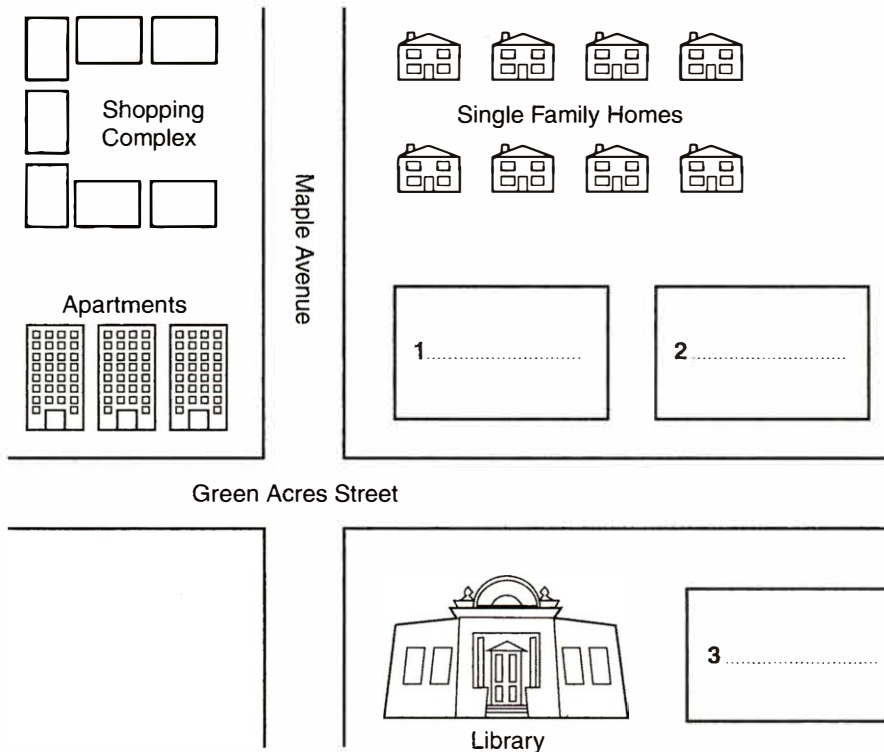 Shopping
Complex
Single Family Homes
Maple Avenue
Apartments
1....................
2....................
Green Acres Street
3....................
Library